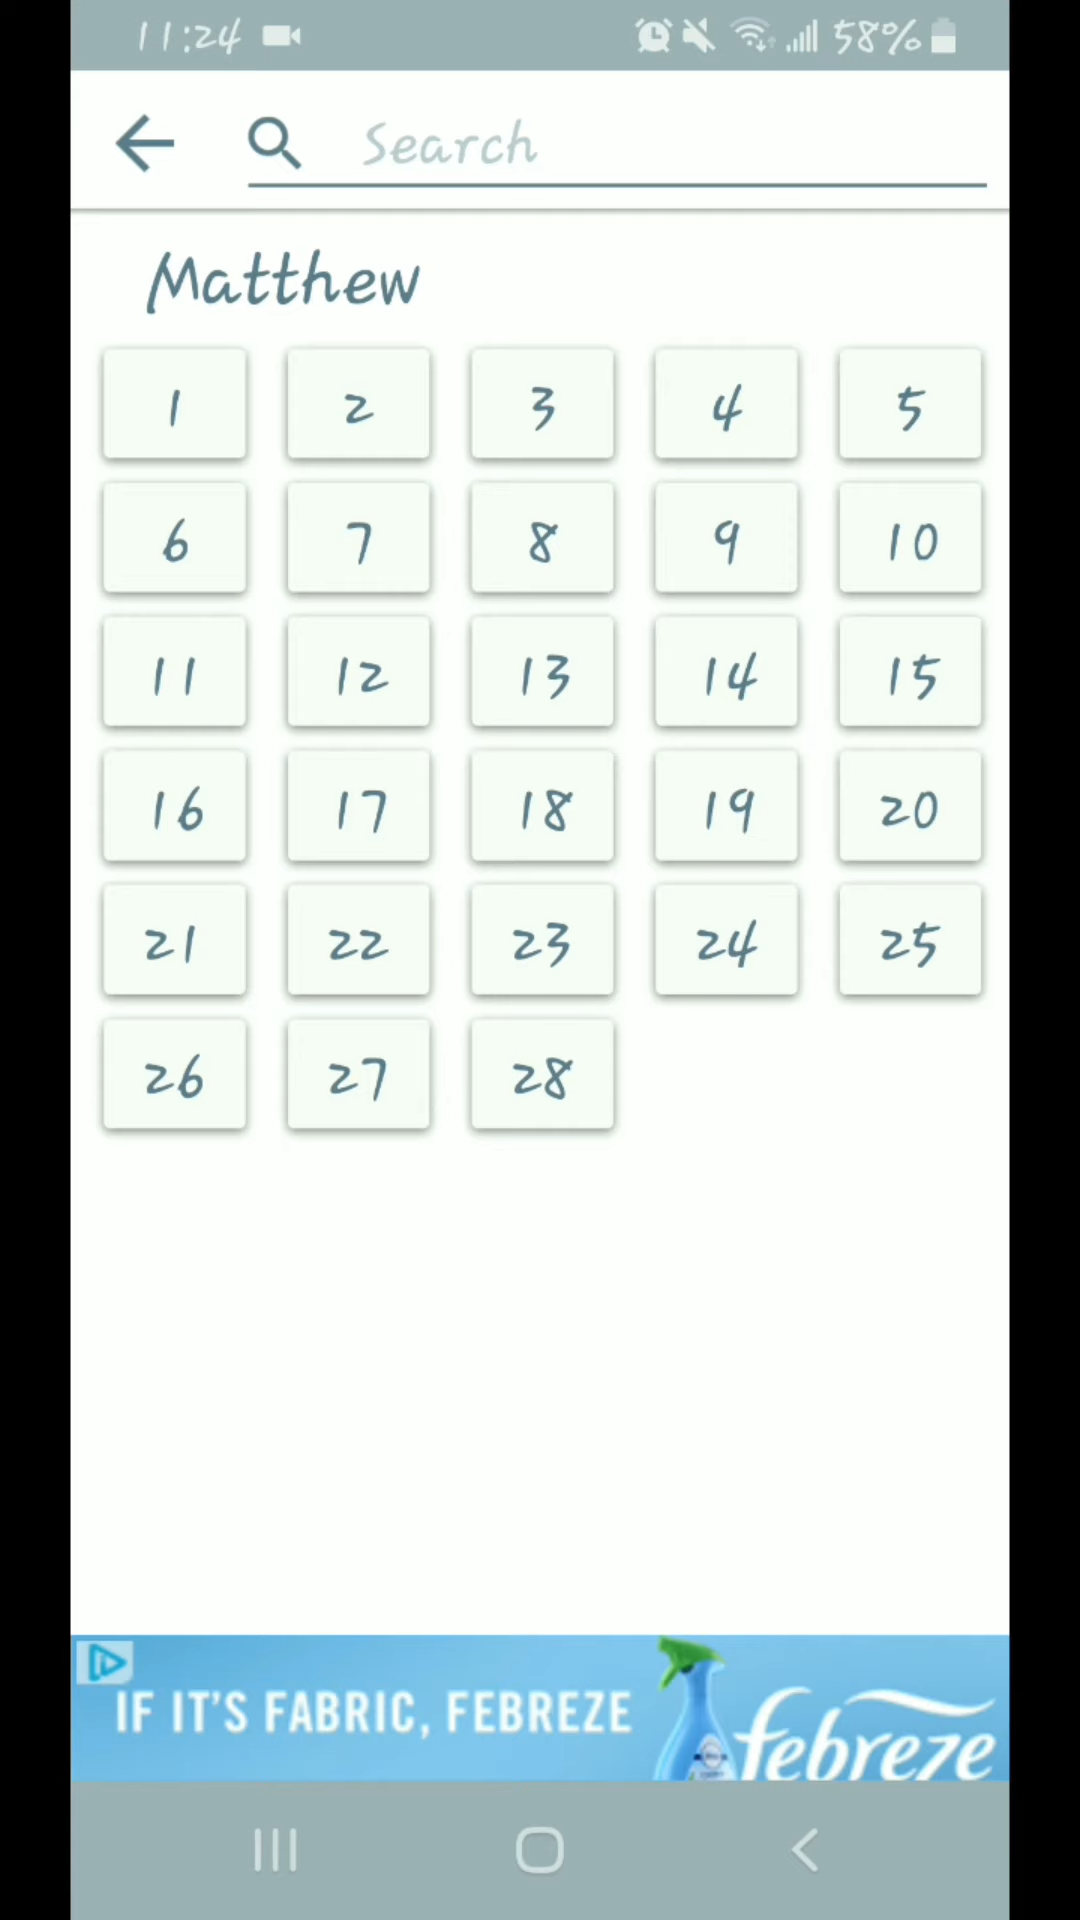 11:24 58%
Search
Matthew
1 2 3 4 5
6 7 8 9 10
11 12 13 14 15
16 17 18 19 20
21 22 23 24 25
26 27 28
IF IT'S FABRIC, FEBREZE
febreze